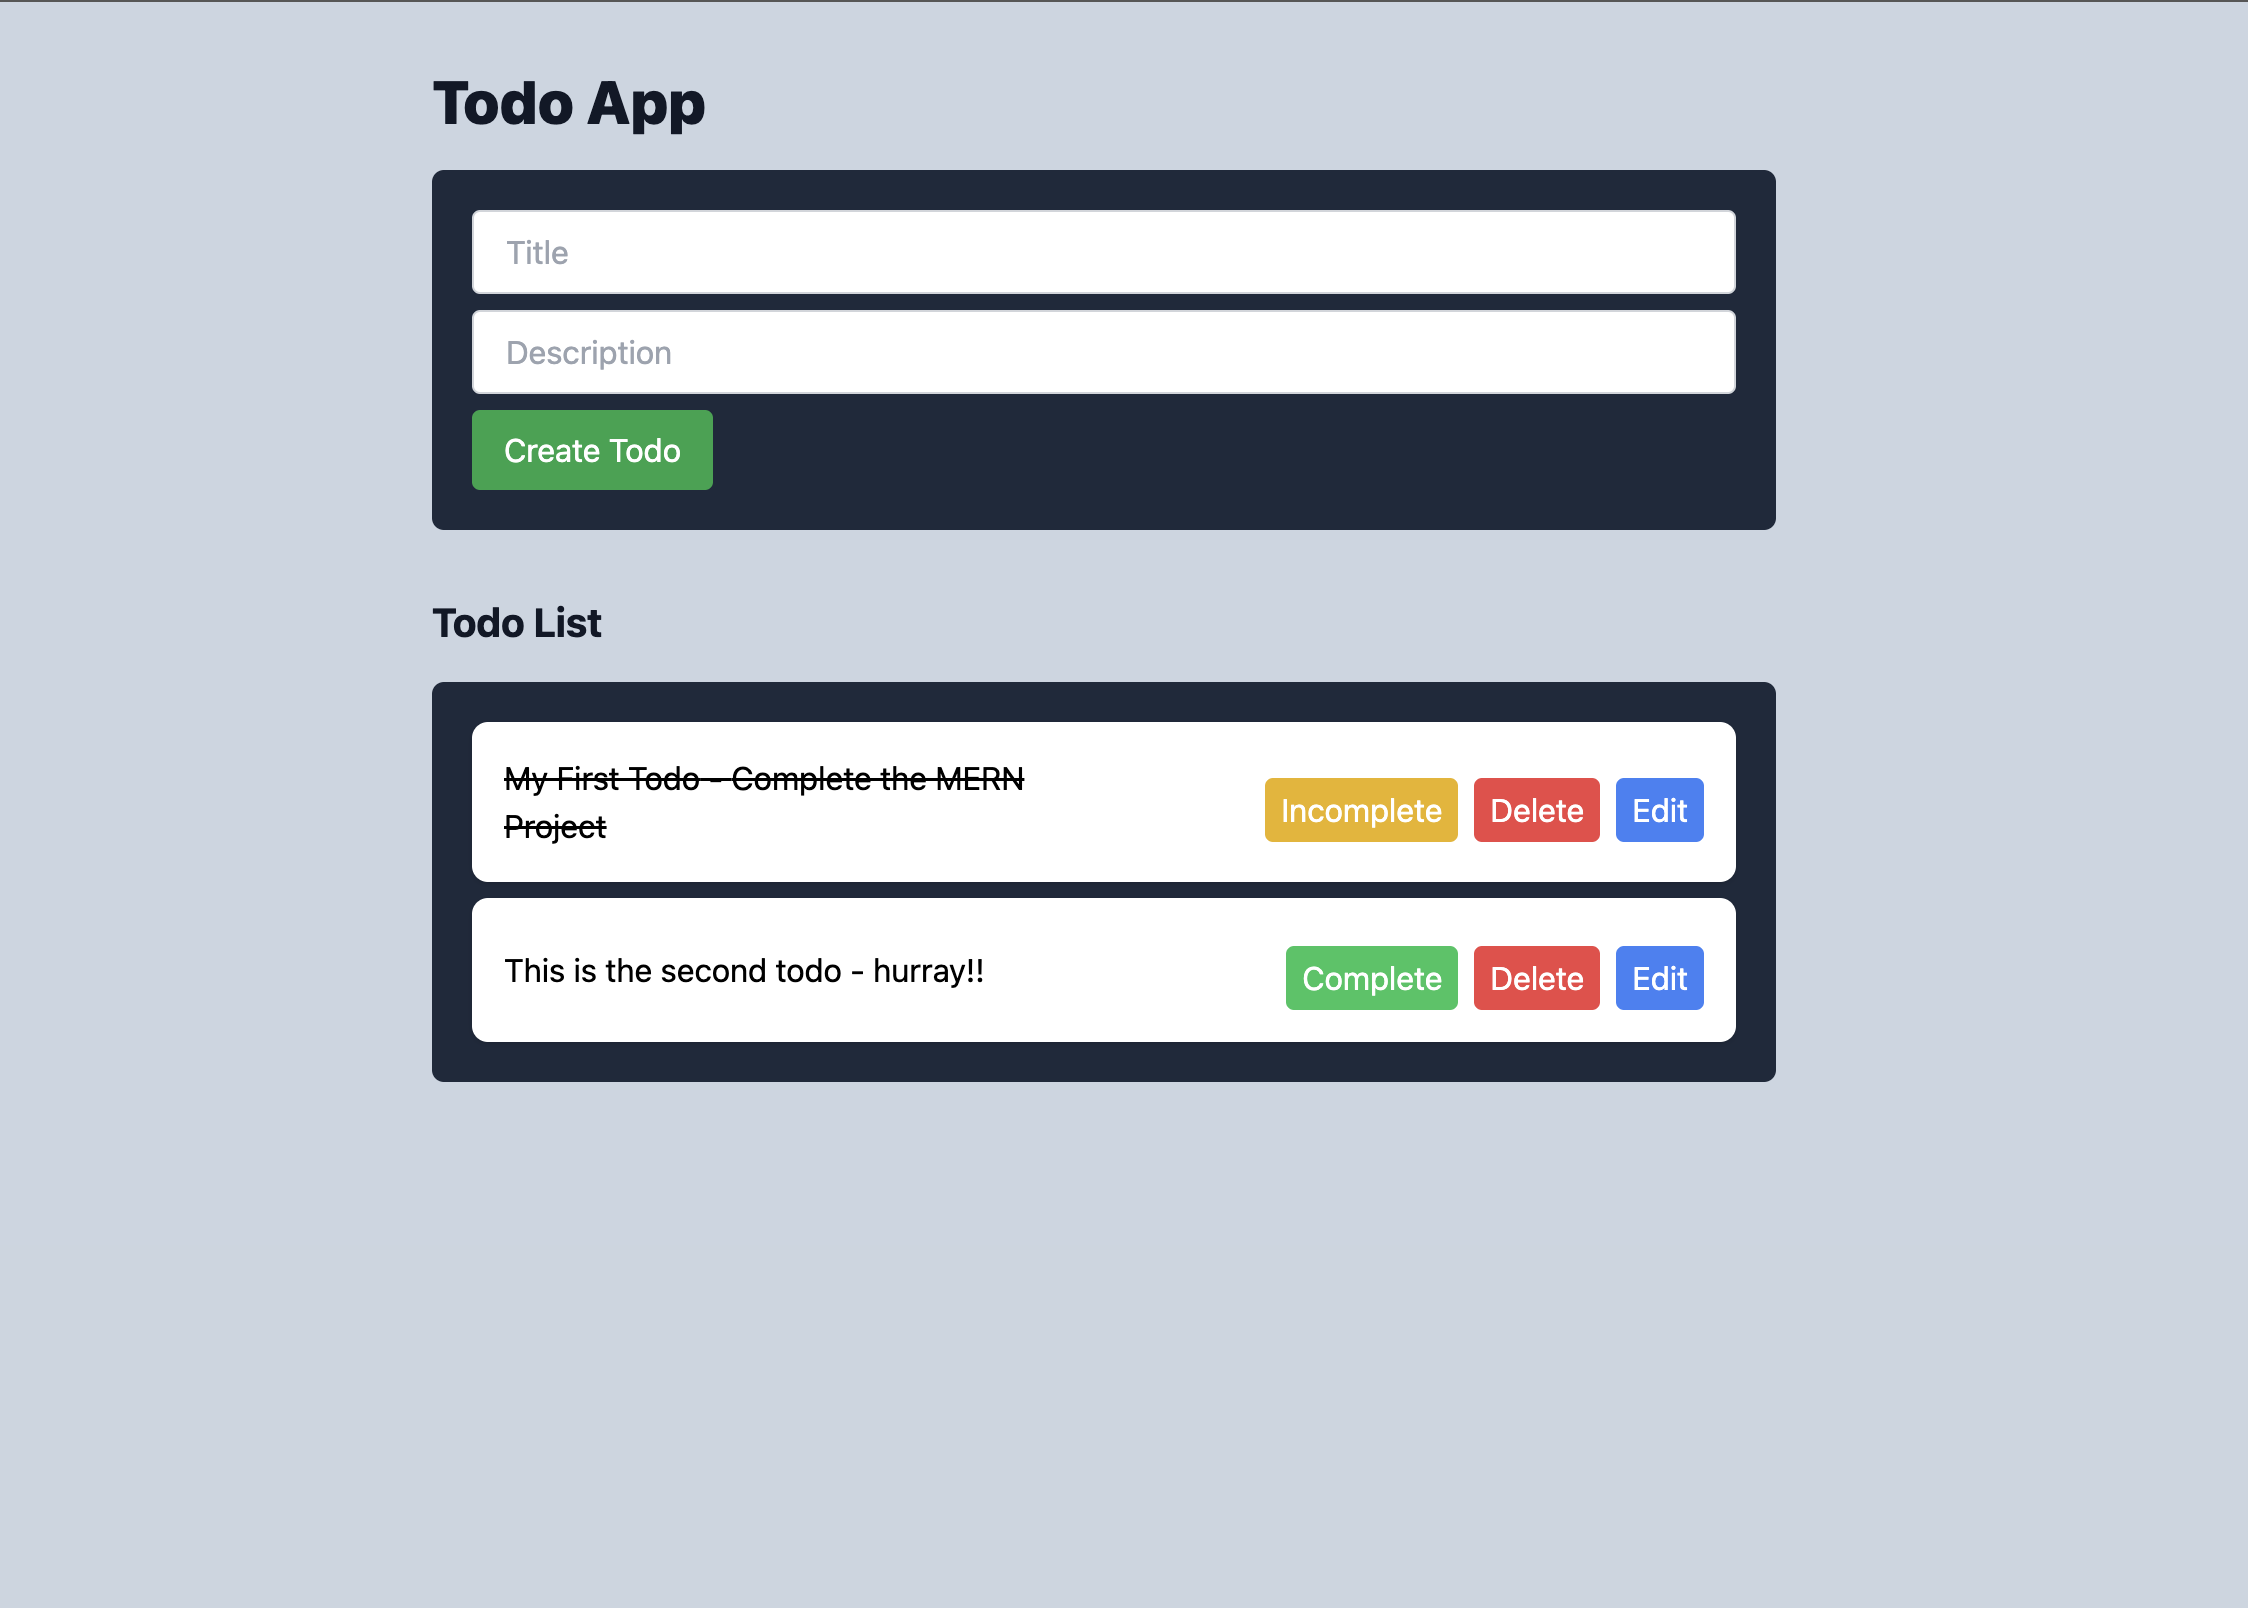 Todo App
Title
Description
Create Todo
Todo List
My First Todo - Complete the MERN
Project
Incomplete Delete Edit
This is the second todo - hurray!!
Complete Delete Edit